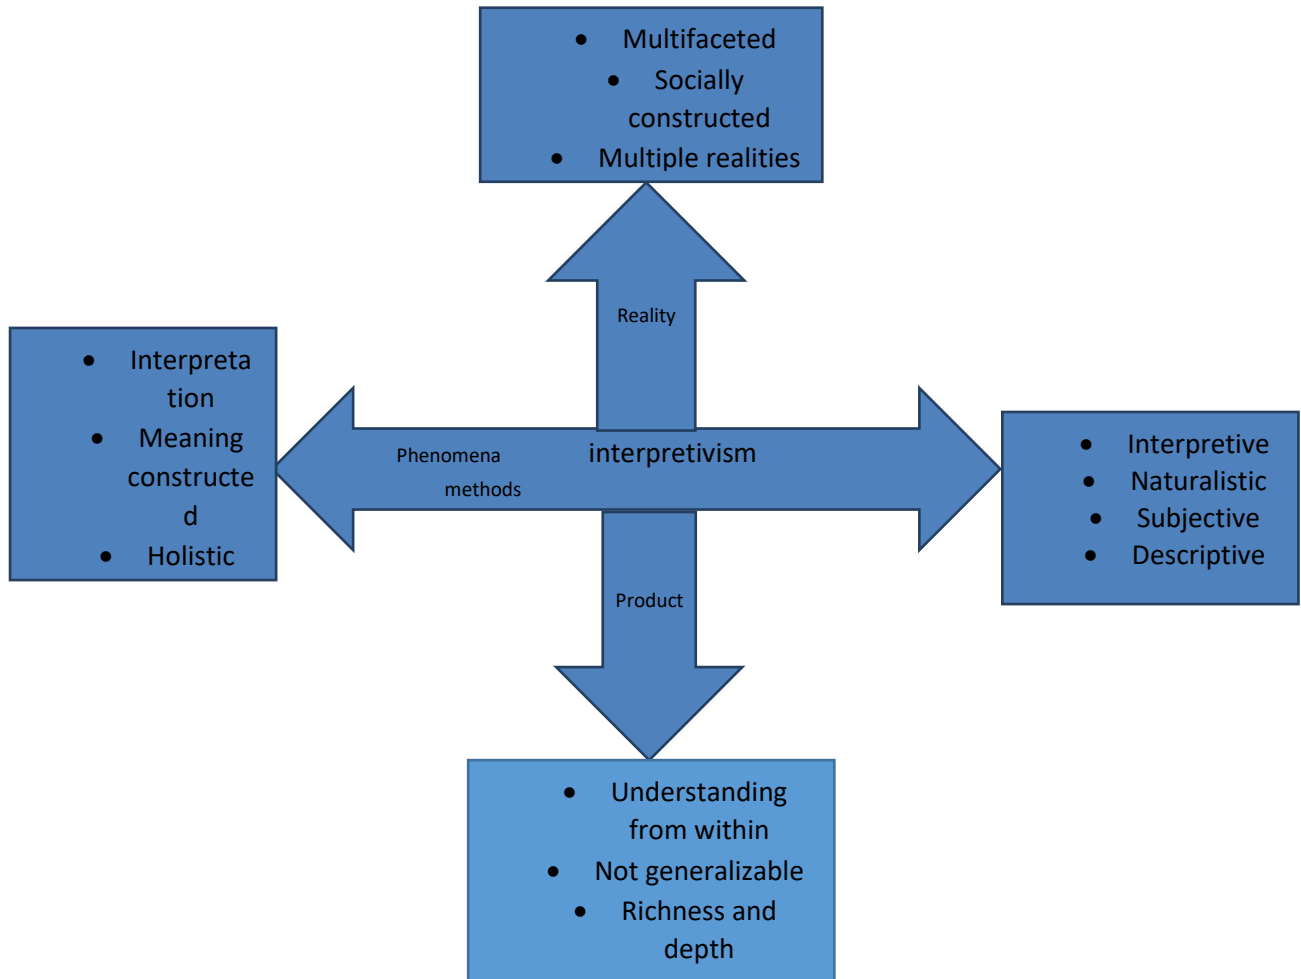 • Multifaceted
• Socially
constructed
• Multiple realities
Reality
• Interpreta
tion
• Meaning
constructe
d
• Holistic
Phenomena
methods
interpretivism
• Interpretive
• Naturalistic
• Subjective
• Descriptive
Product
• Understanding
from within
• Not generalizable
• Richness and
depth